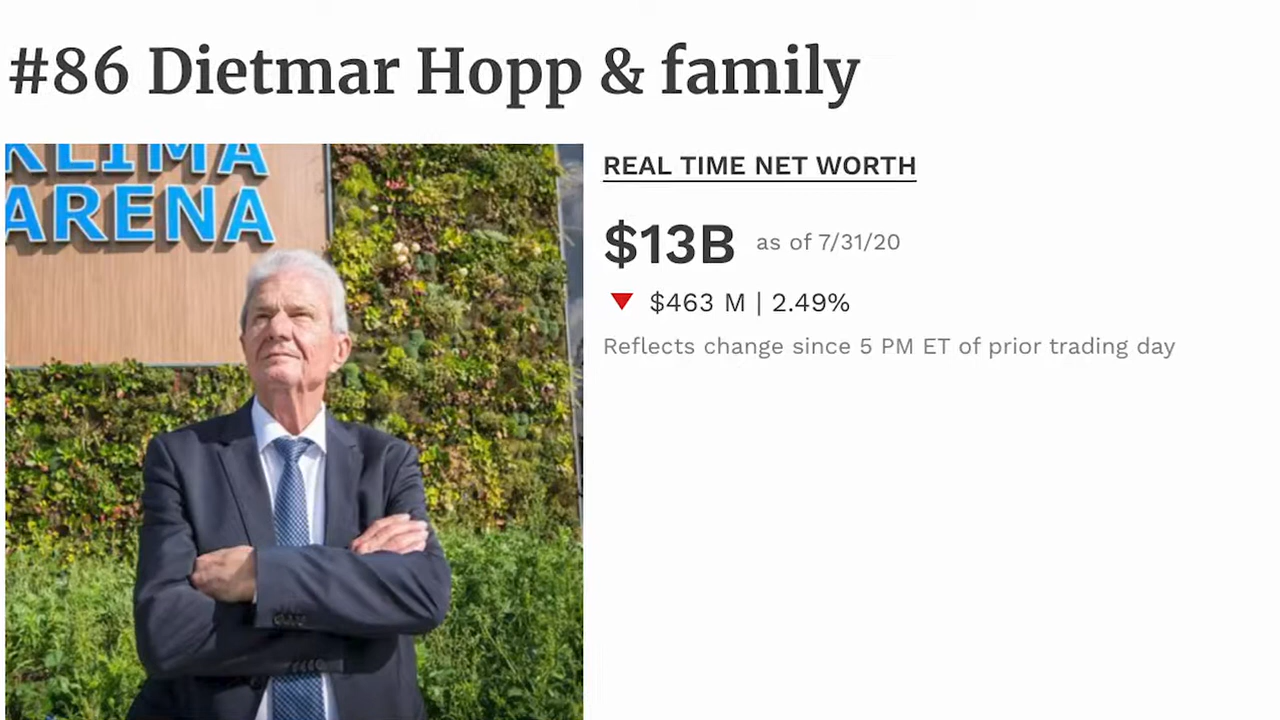 #86 Dietmar Hopp & family
KLIMA
ARENA
REAL TIME NET WORTH
$13B as of 7/31/20
$463 M | 2.49%
Reflects change since 5 PM ET of prior trading day